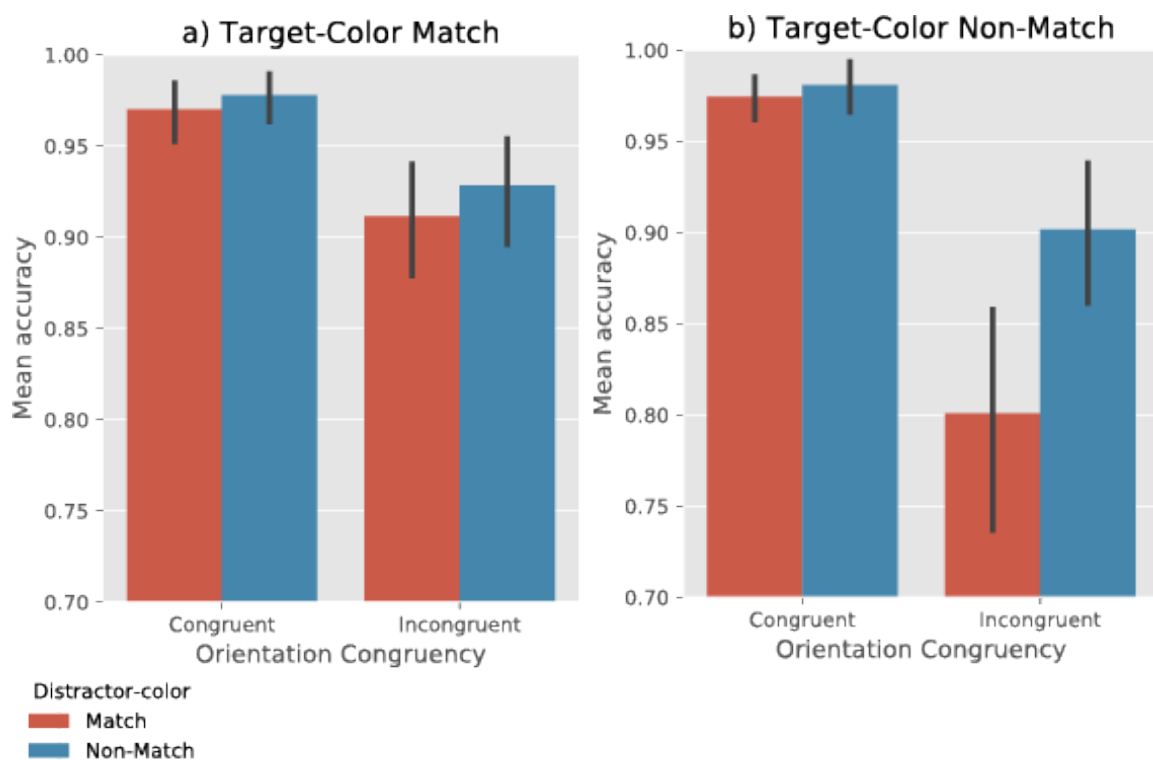 a) Target-Color Match
1.00
0.95
0.90
0.85
0.80
0.75
0.70
Mean accuracy
Congruent
Incongruent
Orientation Congruency
b) Target-Color Non-Match
1.00
0.95
0.90
0.85
0.80
0.75
0.70
Mean accuracy
Congruent
Incongruent
Orientation Congruency
Distractor-color
Match
Non-Match